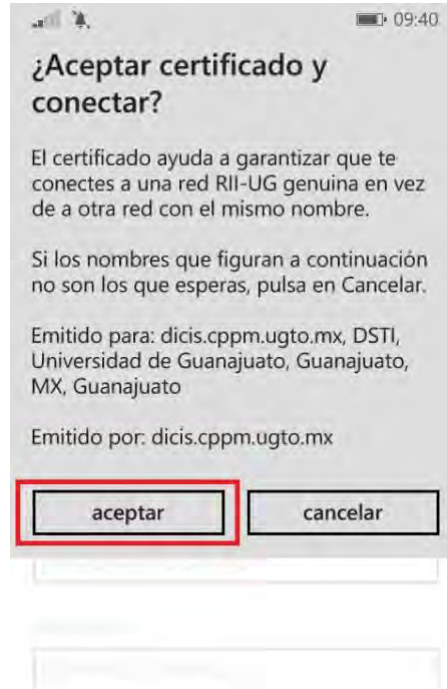 09:40
¿Aceptar certificado y
conectar?
El certificado ayuda a garantizar que te
conectes a una red RII-UG genuina en vez
de a otra red con el mismo nombre.
Si los nombres que figuran a continuación
no son los que esperas, pulsa en Cancelar.
Emitido para: dicis.cppm.ugto.mx, DSTI,
Universidad de Guanajuato, Guanajuato,
MX, Guanajuato
Emitido por: dicis.cppm.ugto.mx
aceptar
cancelar